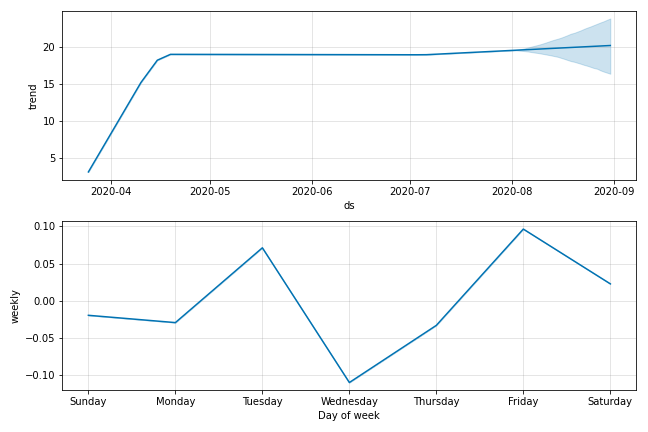 20
15
10
5
trend
2020-04 2020-05 2020-06 2020-07 2020-08 2020-09
ds
0.10
0.05
0.00
−0.05
−0.10
weekly
Sunday Monday Tuesday Wednesday Thursday Friday Saturday
Day of week